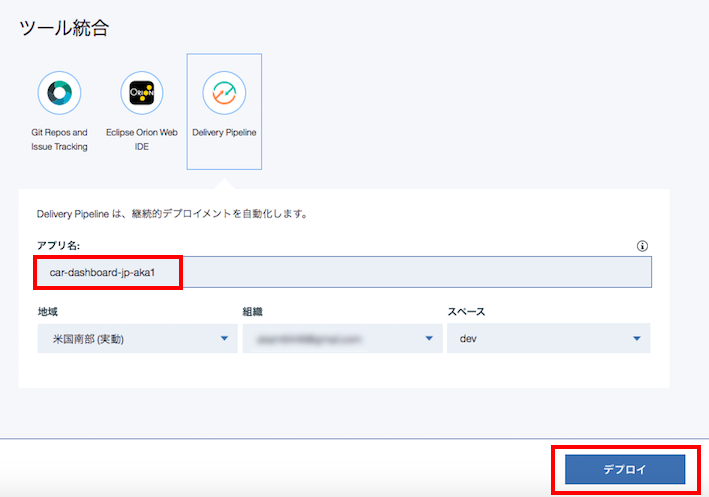 ツール統合
ORION
Git Repos and
Issue Tracking
Eclipse Orion Web
IDE
Delivery Pipeline
Delivery Pipeline は、継続的デプロイメントを自動化します。
アプリ名:
car-dashboard-jp-aka1
地域
組織
スペース
米国南部 (実動)
dev
デプロイ